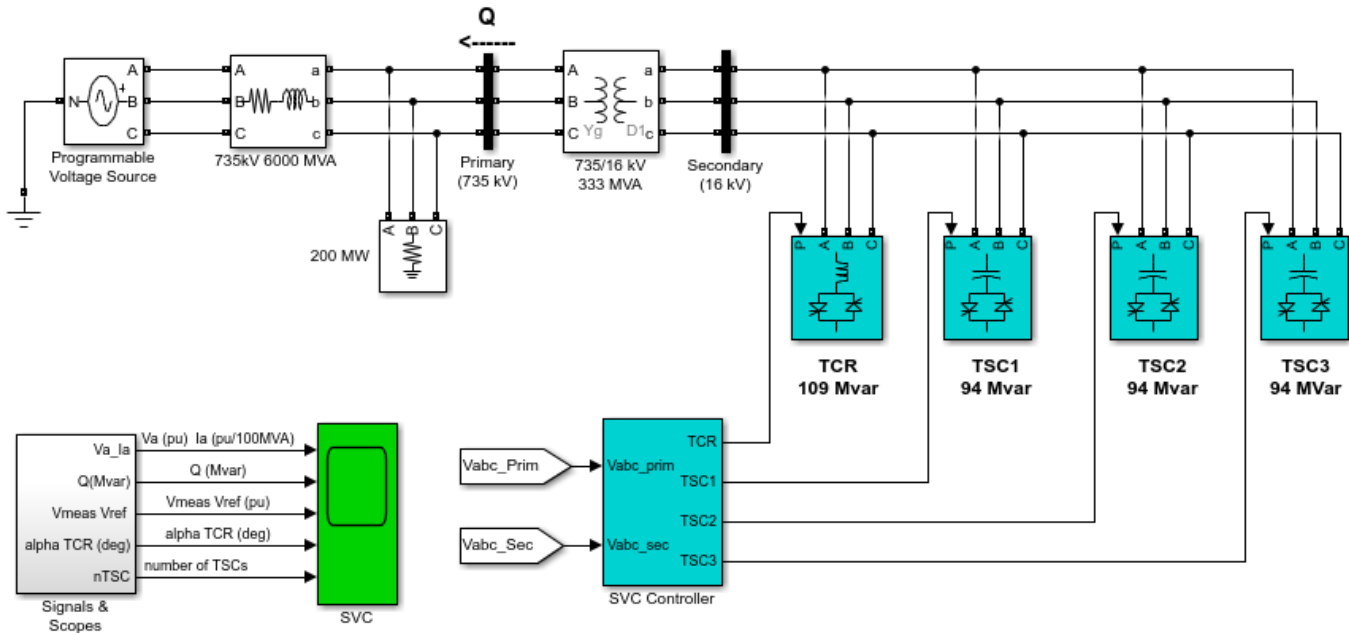 Q
<------
A
B
C
N
+
Programmable
Voltage Source
A
B
C
a
b
c
735kV 6000 MVA
A
B
C
200 MW
Primary
(735 kV)
A
B
C
a
b
c
Yg
D1
735/16 kV
333 MVA
Secondary
(16 kV)
P
A
B
C
TCR
109 Mvar
P
A
B
C
TSC1
94 Mvar
P
A
B
C
TSC2
94 Mvar
P
A
B
C
TSC3
94 MVar
Va_Ia
Q(Mvar)
Vmeas Vref
alpha TCR (deg)
nTSC
Signals &
Scopes
Va (pu) Ia (pu/100MVA)
Q (Mvar)
Vmeas Vref (pu)
alpha TCR (deg)
number of TSCs
SVC
Vabc_Prim
Vabc_Sec
Vabc_prim
Vabc_sec
TCR
TSC1
TSC2
TSC3
SVC Controller